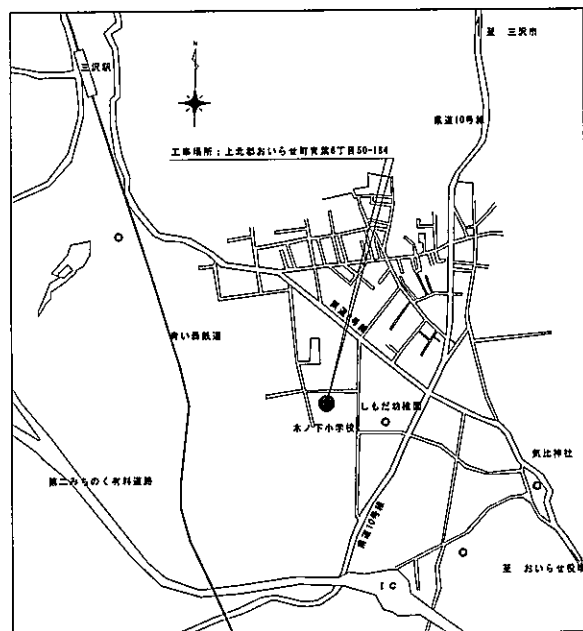 至 三沢市
三沢駅
N
県道10号線
工事場所：上北郡おいらせ町青葉6丁目50-154
青い森鉄道
しもだ幼稚園
木ノ下小学校
気比神社
第二みちのく有料道路
県道10号線
至 おいらせ役場
IC